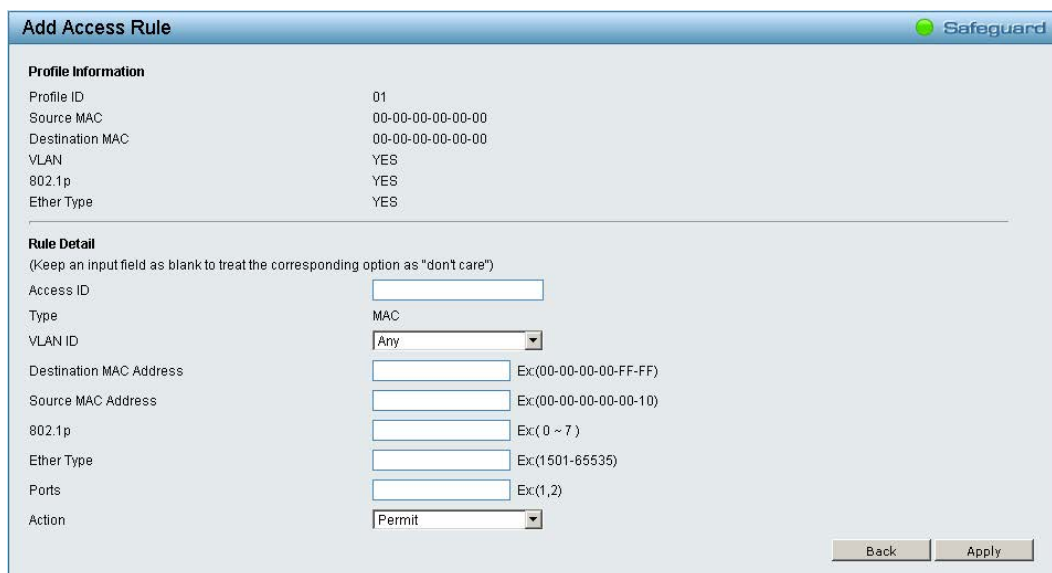 Add Access Rule Safeguard
Profile Information
Profile ID 01
Source MAC 00-00-00-00-00-00
Destination MAC 00-00-00-00-00-00
VLAN YES
802.1p YES
Ether Type YES
Rule Detail
(Keep an input field as blank to treat the corresponding option as "don't care")
Access ID
Type MAC
VLAN ID Any
Destination MAC Address Ex:(00-00-00-00-FF-FF)
Source MAC Address Ex:(00-00-00-00-00-10)
802.1p Ex:( 0 ~ 7 )
Ether Type Ex:(1501-65535)
Ports Ex:(1,2)
Action Permit
Back Apply